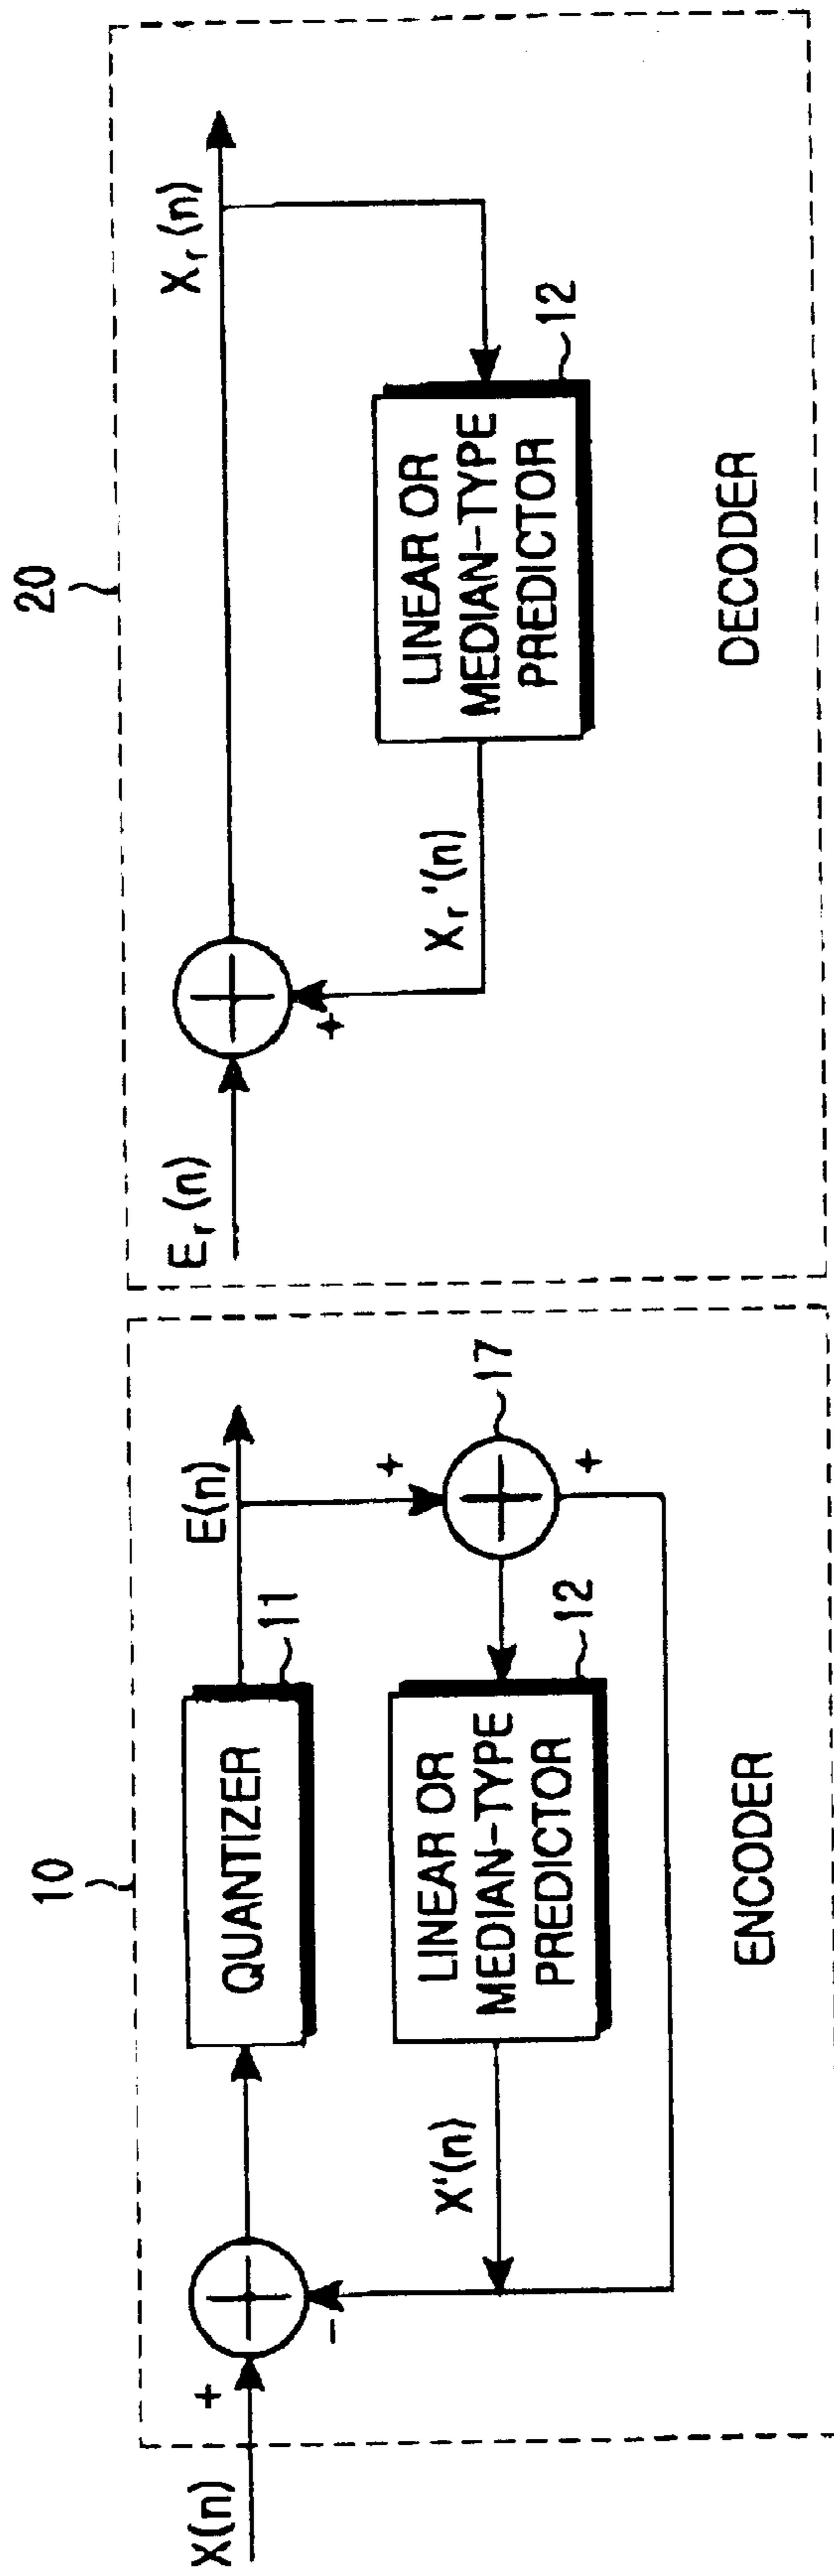 10
X(n)
+
-
QUANTIZER
11
E(n)
+
17
+
12
LINEAR OR
MEDIAN-TYPE
PREDICTOR
X'(n)
ENCODER
20
Er(n)
+
Xr'(n)
Xr(n)
12
LINEAR OR
MEDIAN-TYPE
PREDICTOR
DECODER